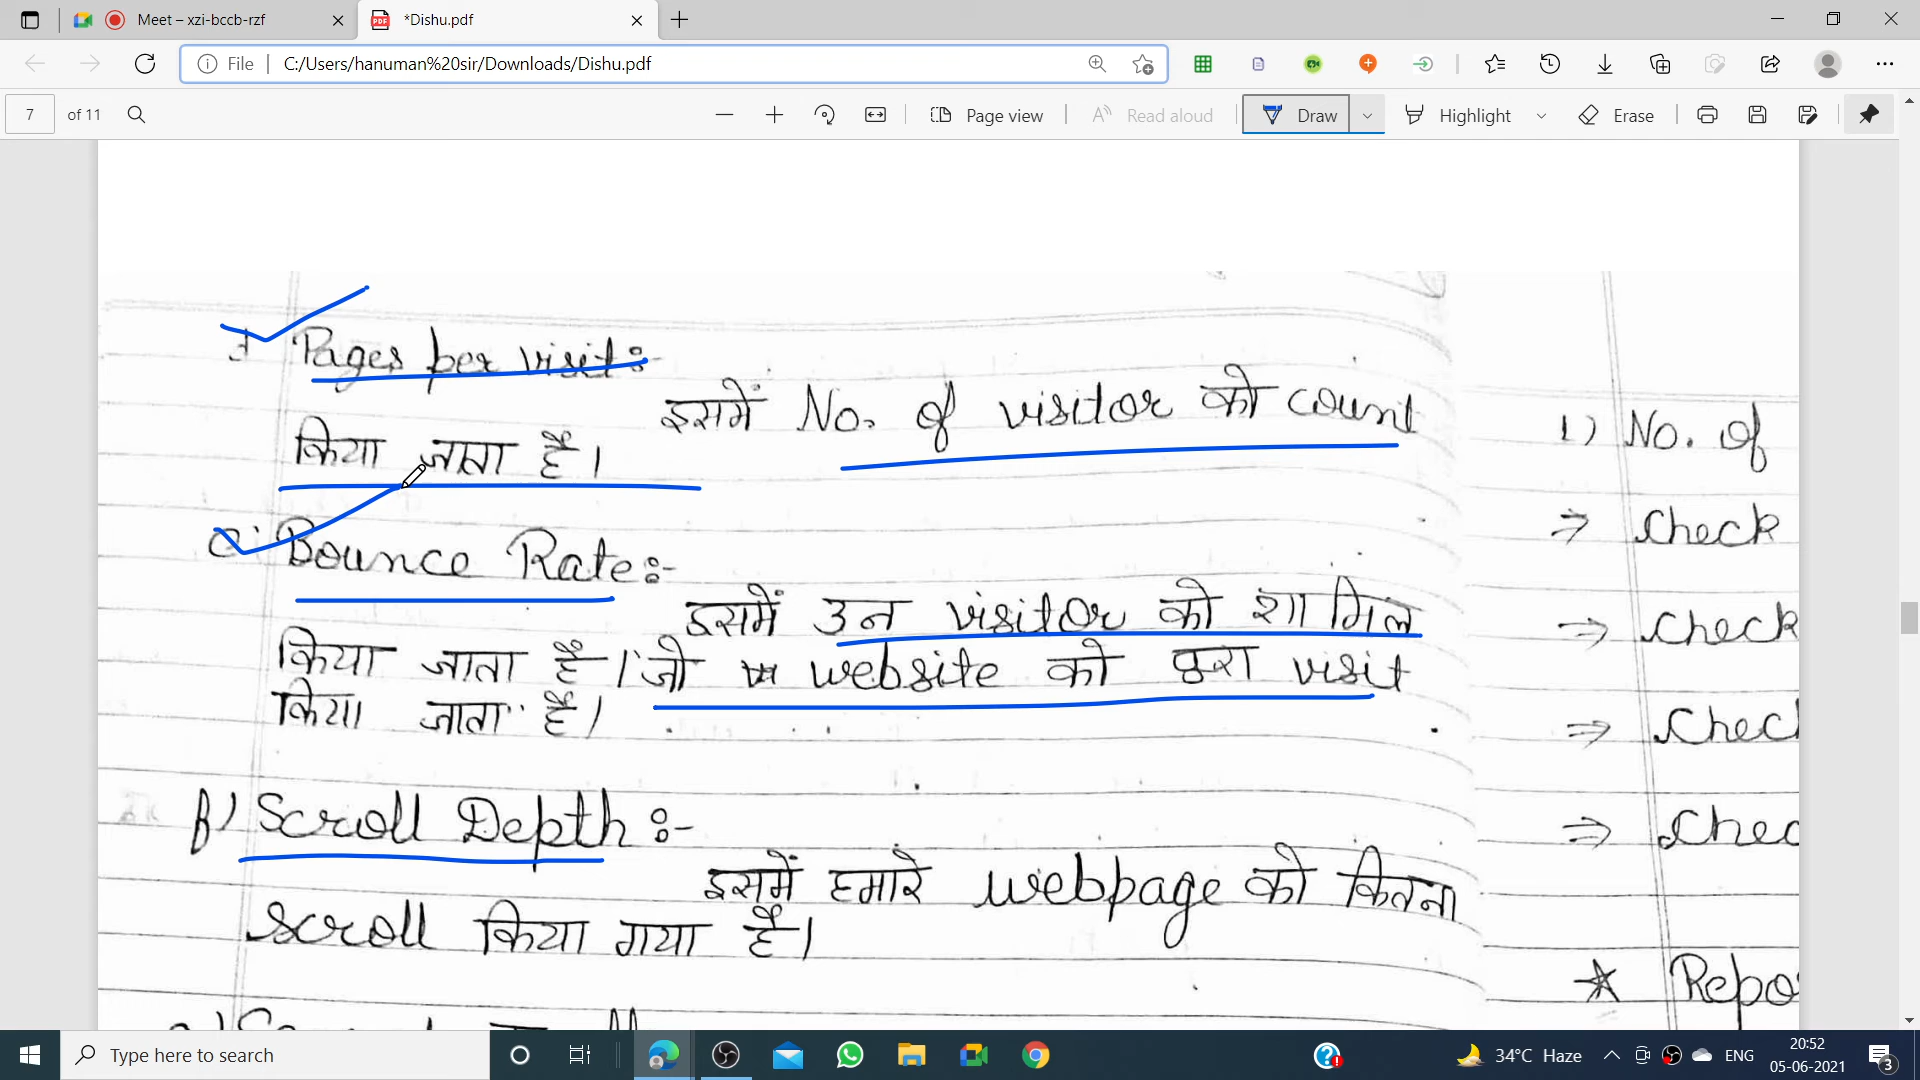 Meet – xzi-bccb-rzf
*Dishu.pdf
File
C:/Users/hanuman%20sir/Downloads/Dishu.pdf
7 of 11
Page view
Read aloud
Draw
Highlight
Erase
Pages per visit:-
इसमें No. of visitor को count
किया जाता है।
Bounce Rate:-
इसमें उन visitor को शामिल
किया जाता है। जो website को द्वारा visit
किया जाता है।
f) Scroll Depth :-
इसमें हमारे webpage को कितना
scroll किया गया है।
1) No. of
⇒ Check
⇒ Check
⇒ Chec
⇒ Chec
★ Repo
Type here to search
34°C Haze
ENG
20:52
05-06-2021
3